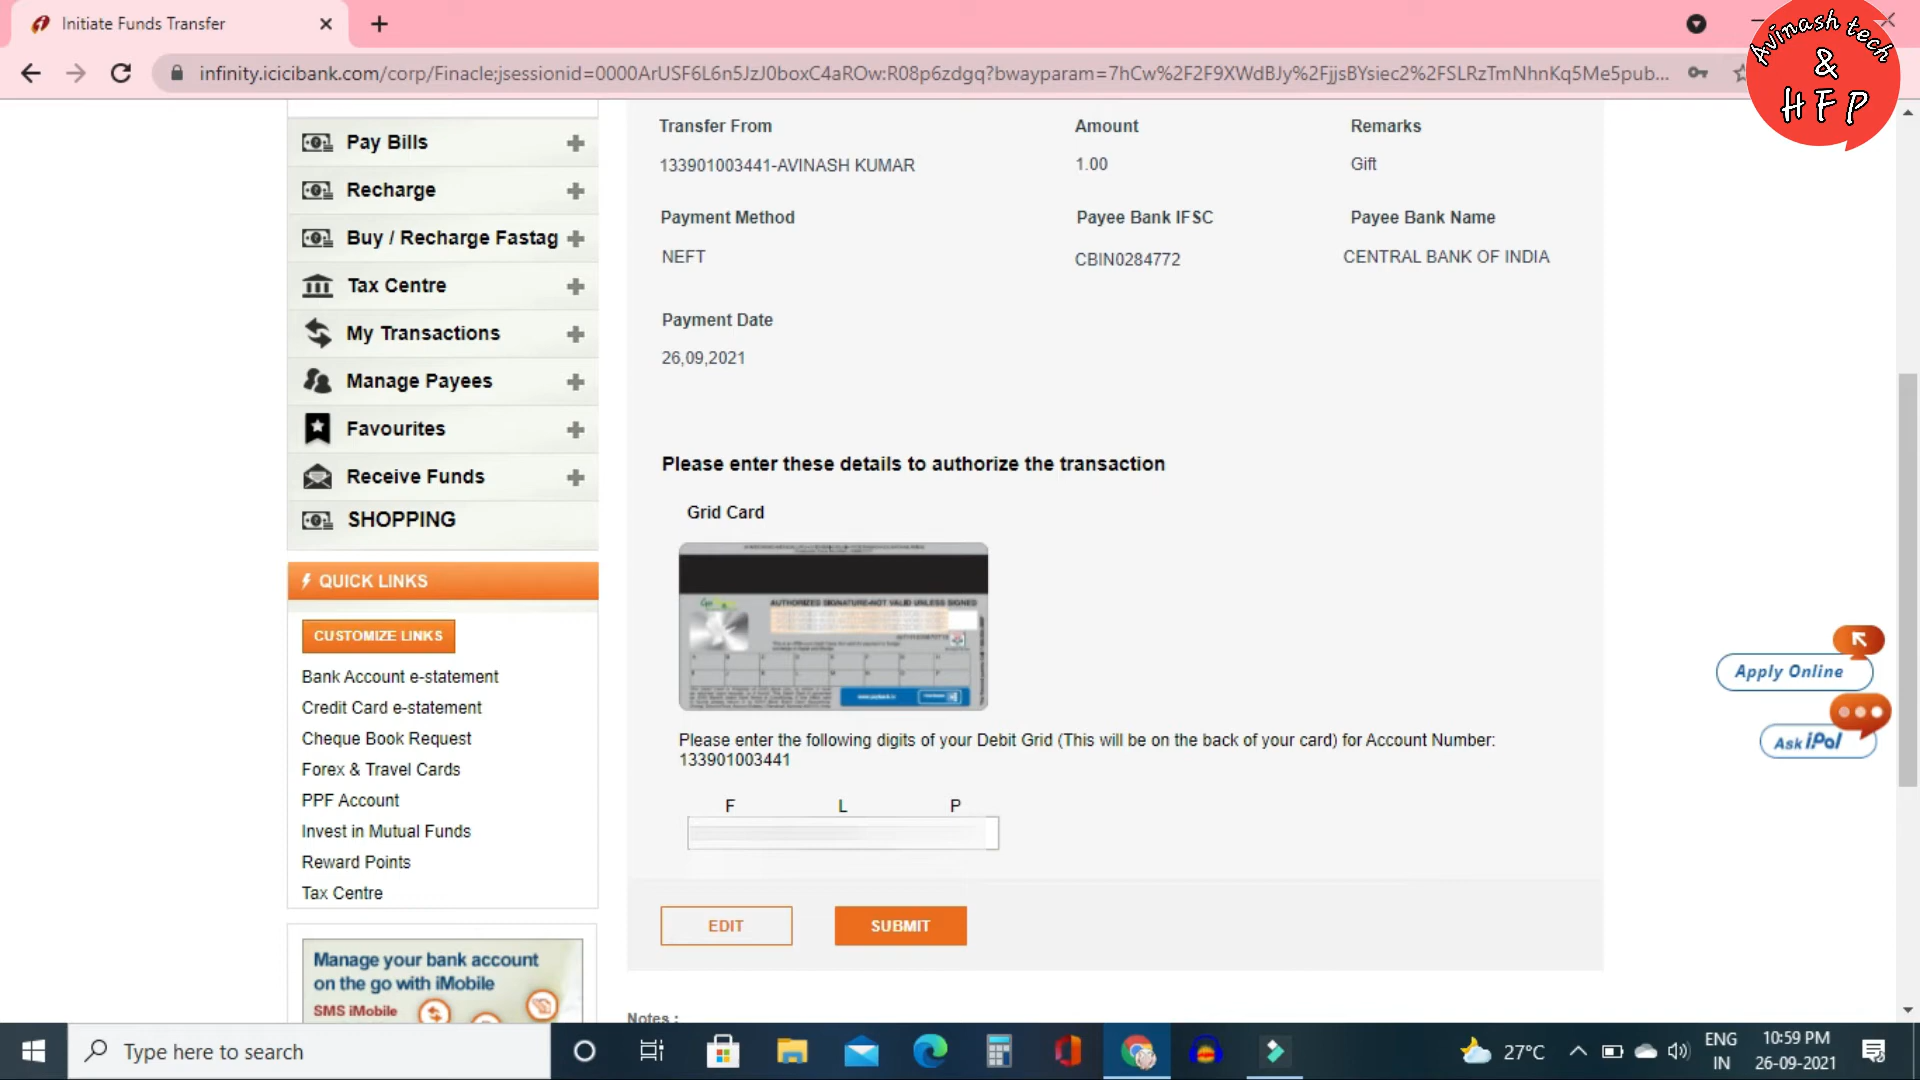 Initiate Funds Transfer
infinity.icicibank.com/corp/Finacle;jsessionid=0000ArUSF6L6n5JzJ0boxC4aROw:R08p6zdgq?bwayparam=7hCw%2F2F9XWdBJy%2FjjsBYsiec2%2FSLRzTmNhnKq5Me5pub...
Avinash tech
&
HFP
Pay Bills
Recharge
Buy / Recharge Fastag
Tax Centre
My Transactions
Manage Payees
Favourites
Receive Funds
SHOPPING
QUICK LINKS
CUSTOMIZE LINKS
Bank Account e-statement
Credit Card e-statement
Cheque Book Request
Forex & Travel Cards
PPF Account
Invest in Mutual Funds
Reward Points
Tax Centre
Manage your bank account
on the go with iMobile
SMS iMobile
Transfer From Amount Remarks
133901003441-AVINASH KUMAR 1.00 Gift
Payment Method Payee Bank IFSC Payee Bank Name
NEFT CBIN0284772 CENTRAL BANK OF INDIA
Payment Date
26,09,2021
Please enter these details to authorize the transaction
Grid Card
AUTHORIZED SIGNATURE-NOT VALID UNLESS SIGNED
Please enter the following digits of your Debit Grid (This will be on the back of your card) for Account Number:
133901003441
F L P
EDIT SUBMIT
Notes :
Apply Online
Ask iPal
Type here to search
27°C
ENG
IN
10:59 PM
26-09-2021